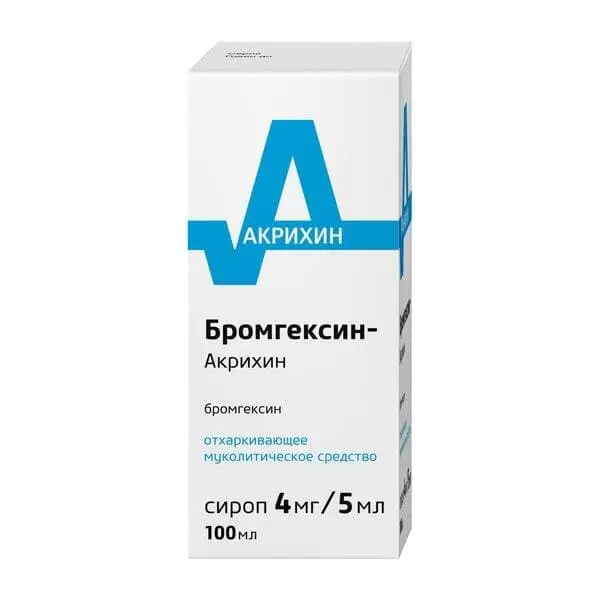 АКРИХИН
Бромгексин-
Акрихин
бромгексин
отхаркивающее
муколитическое средство
сироп 4 мг/5 мл
100 мл